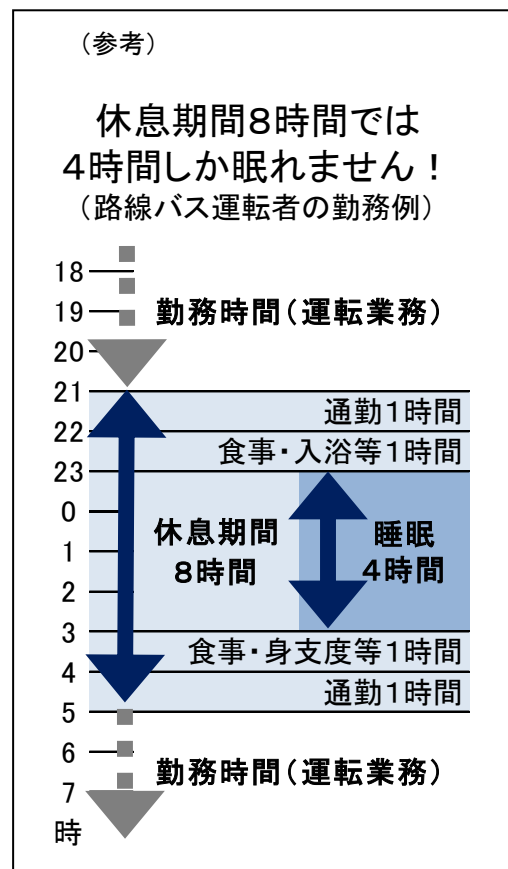 （参考）
休息期間８時間では
４時間しか眠れません！
（路線バス運転者の勤務例）
18
19
勤務時間（運転業務）
20
21
通勤１時間
22
食事・入浴等１時間
23
0
休息期間
８時間
睡眠
４時間
1
2
3
食事・身支度等１時間
4
通勤１時間
5
6
勤務時間（運転業務）
7
時